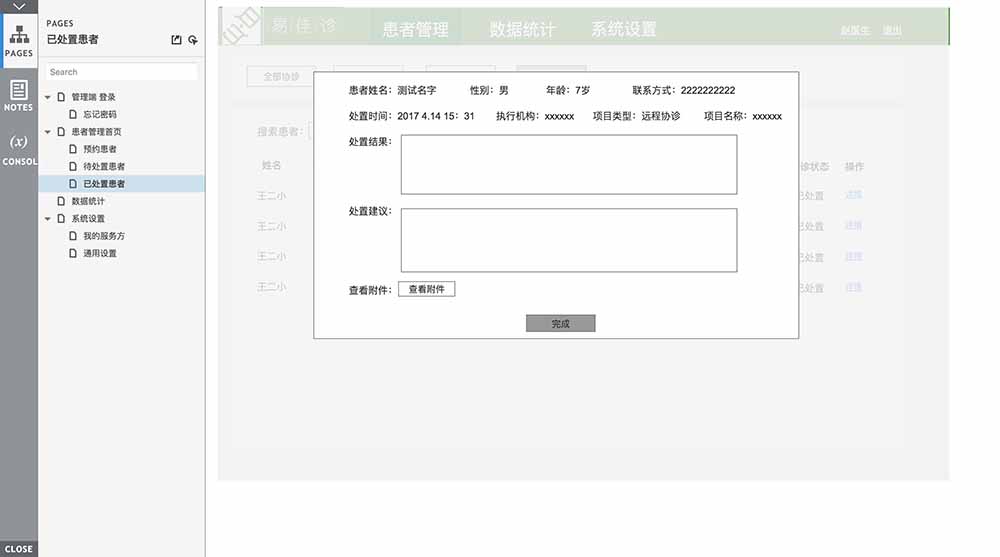 PAGES
已处置患者
PAGES
Search
NOTES
(x)
CONSOL
管理端 登录
忘记密码
患者管理首页
预约患者
待处置患者
已处置患者
数据统计
系统设置
我的服务方
通用设置
CLOSE
易佳诊
患者管理 数据统计 系统设置
赵医生 退出
全部协诊
患者姓名：测试名字 性别：男 年龄：7岁 联系方式：2222222222
处置时间：2017 4.14 15：31 执行机构：xxxxxx 项目类型：远程协诊 项目名称：xxxxxx
搜索患者：
处置结果：
姓名 诊状态 操作
王二小 已处置 详情
处置建议：
王二小 已处置 详情
王二小 已处置 详情
王二小 已处置 详情
查看附件： 查看附件
完成